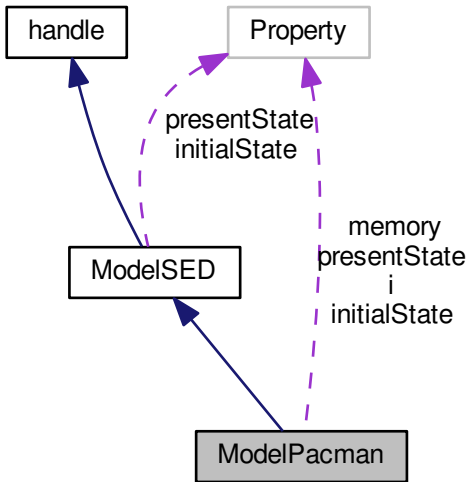 handle
Property
presentState
initialState
memory
presentState
i
initialState
ModelSED
ModelPacman